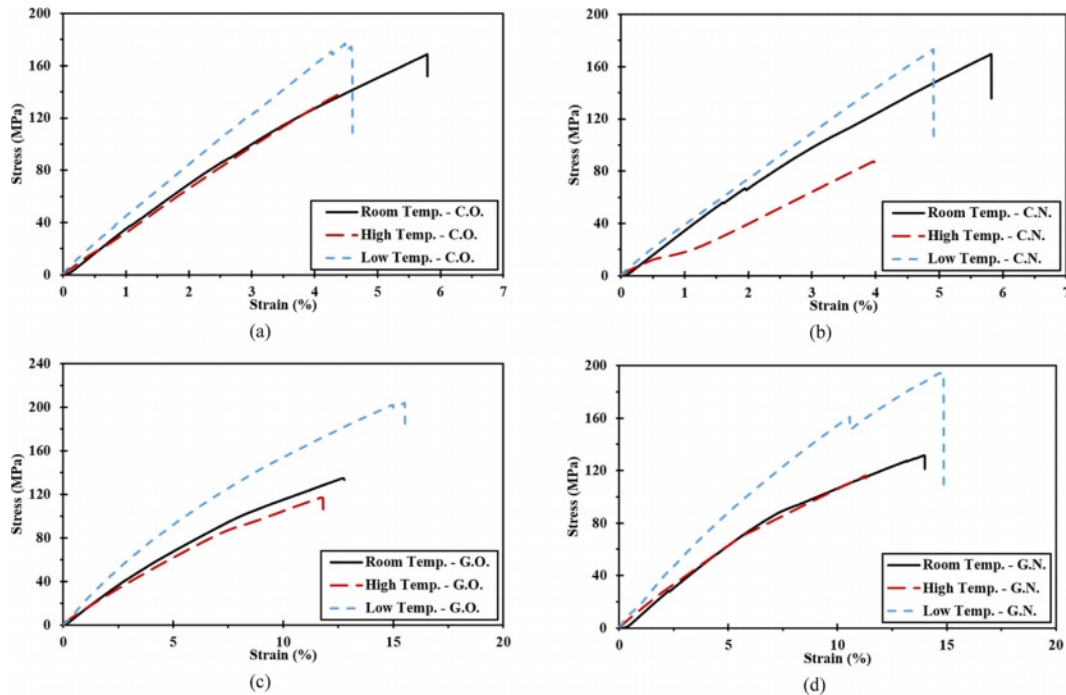 200
160
120
80
40
0
Stress (MPa)
0
1
2
3
4
5
6
7
Strain (%)
Room Temp. - C.O.
High Temp. - C.O.
Low Temp. - C.O.
(a)
200
160
120
80
40
0
Stress (MPa)
0
1
2
3
4
5
6
7
Strain (%)
Room Temp. - C.N.
High Temp. - C.N.
Low Temp. - C.N.
(b)
240
200
160
120
80
40
0
Stress (MPa)
0
5
10
15
20
Strain (%)
Room Temp. - G.O.
High Temp. - G.O.
Low Temp. - G.O.
(c)
200
160
120
80
40
0
Stress (MPa)
0
5
10
15
20
Strain (%)
Room Temp. - G.N.
High Temp. - G.N.
Low Temp. - G.N.
(d)